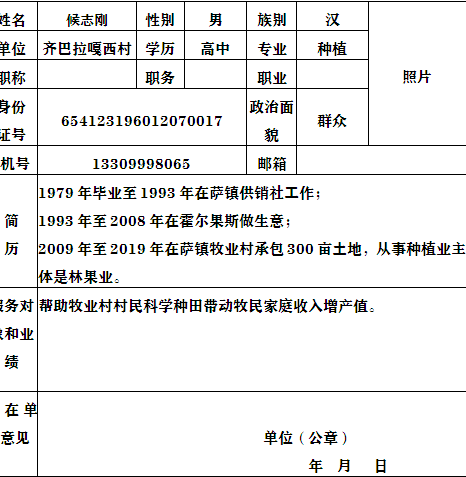 姓名 候志刚 性别 男 族别 汉
单位 齐巴拉嘎西村 学历 高中 专业 种植
职称 职务 职业
照片
身份
证号 654123196012070017 政治面
貌 群众
机号 13309998065 邮箱
简
历
1979 年毕业至 1993 年在萨镇供销社工作；
1993 年至 2008 年在霍尔果斯做生意；
2009 年至 2019 年在萨镇牧业村承包 300 亩土地，从事种植业主
体是林果业。
服务对
象和业
绩
帮助牧业村村民科学种田带动牧民家庭收入增产值。
在 单
意见
单位（公章）
年 月 日